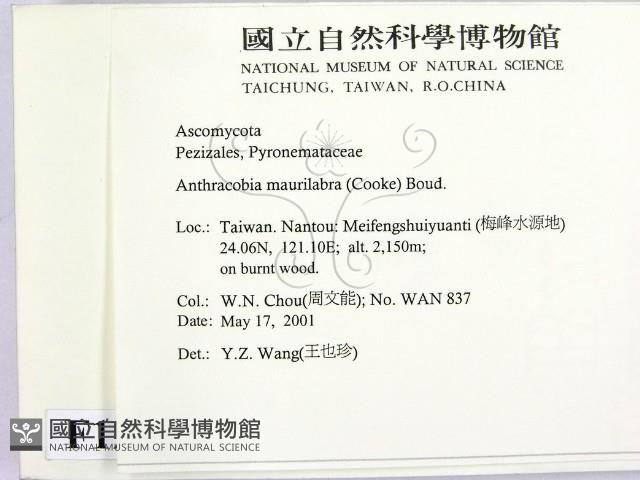 國立自然科學博物館
NATIONAL MUSEUM OF NATURAL SCIENCE
TAICHUNG, TAIWAN, R.O.CHINA
Ascomycota
Pezizales, Pyronemataceae
Anthracobia maurilabra (Cooke) Boud.
Loc.: Taiwan. Nantou: Meifengshuiyuanti (梅峰水源地)
24.06N, 121.10E; alt. 2,150m;
on burnt wood.
Col.: W.N. Chou(周文能); No. WAN 837
Date: May 17, 2001
Det.: Y.Z. Wang(王也珍)
國立自然科學博物館
NATIONAL MUSEUM OF NATURAL SCIENCE